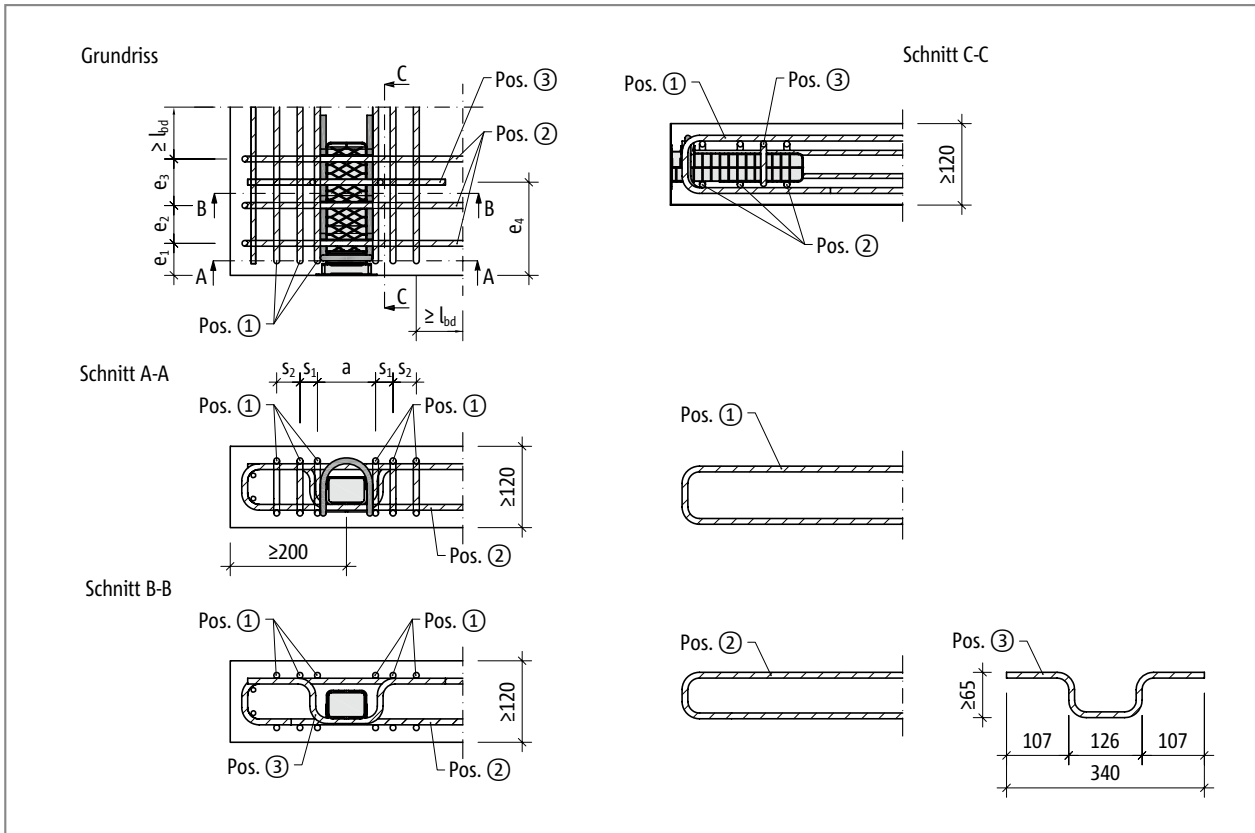 Grundriss
C
Pos. ③
Pos. ②
≥ l_bd
e₃
e₂
e₁
B
B
e₄
A
A
C
Pos. ①
≥ l_bd
Schnitt C-C
Pos. ①
Pos. ③
≥120
Pos. ②
Schnitt A-A
s₂
s₁
a
s₁
s₂
Pos. ①
Pos. ①
≥120
≥200
Pos. ②
Pos. ①
Schnitt B-B
Pos. ①
Pos. ①
≥120
Pos. ③
Pos. ②
Pos. ②
Pos. ③
≥65
107
126
107
340